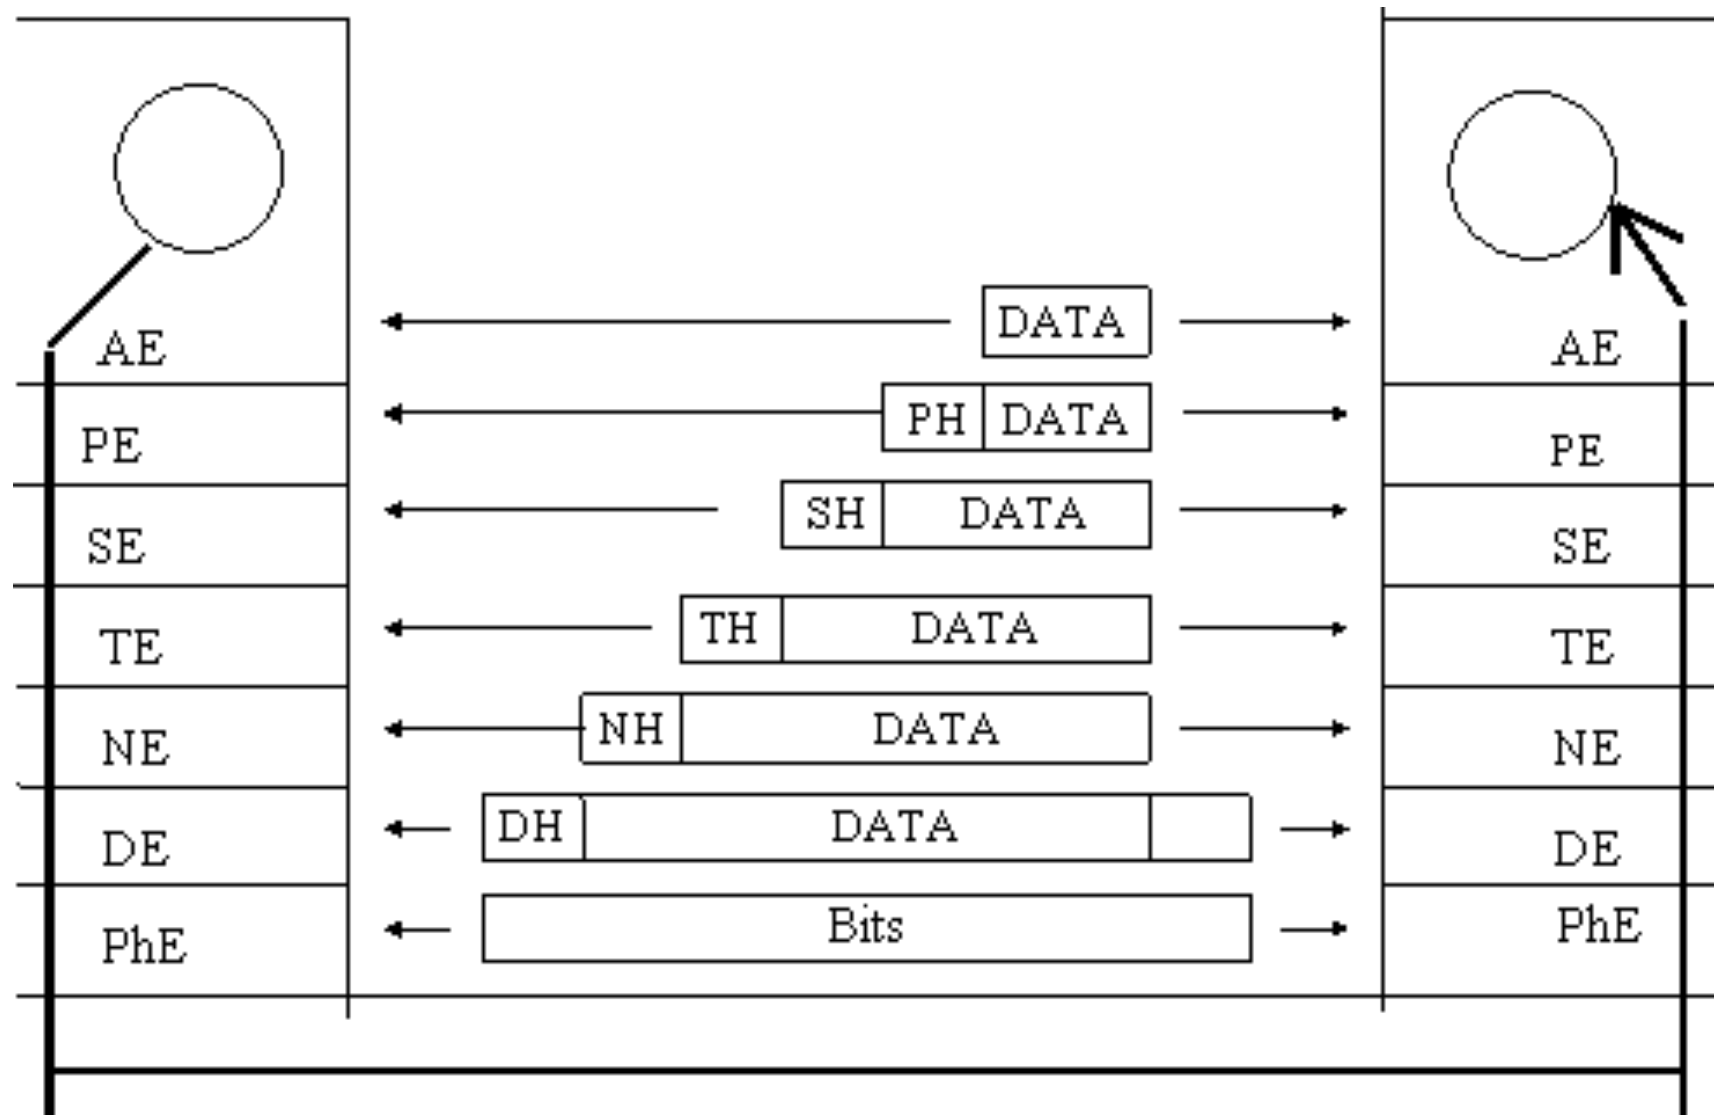 AE DATA AE
PE PH DATA PE
SE SH DATA SE
TE TH DATA TE
NE NH DATA NE
DE DH DATA DE
PhE Bits PhE